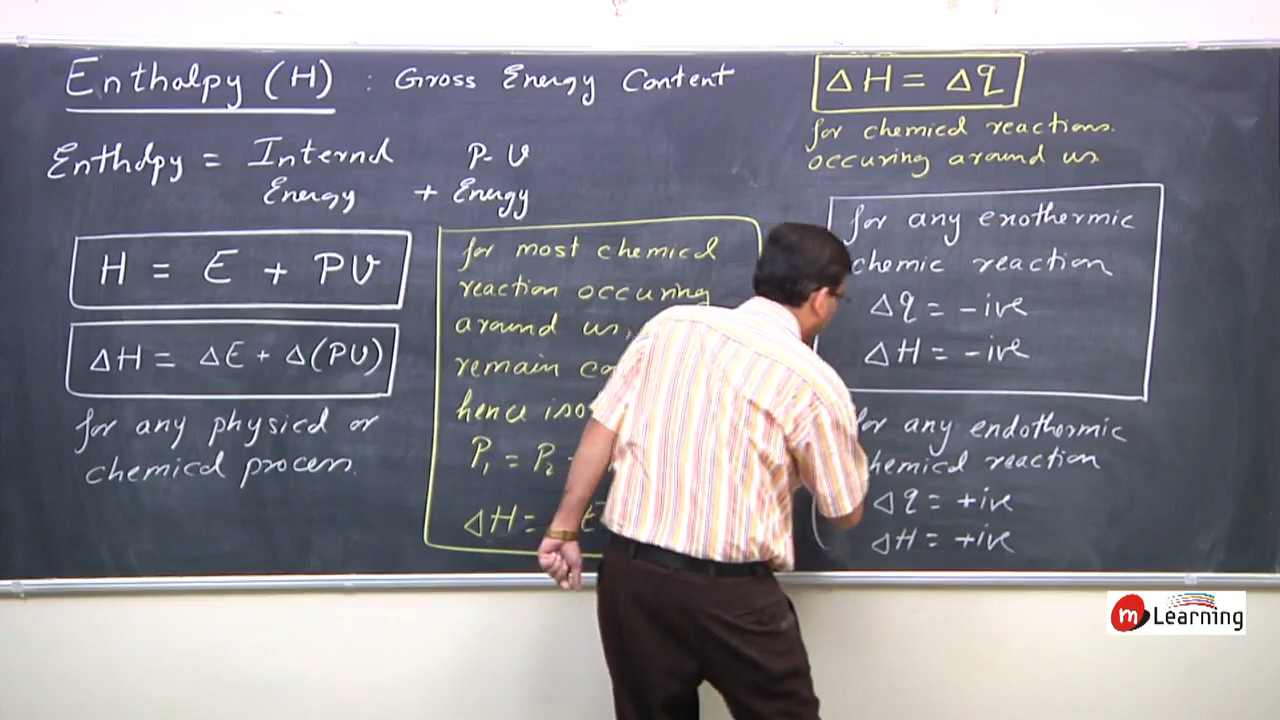 Enthalpy (H) : Gross Energy Content
Enthalpy = Internal P-V
Energy + Energy
H = E + PV
ΔH = ΔE + Δ(PV)
for any physical or
chemical process.
for most chemical
reaction occuring
around us,
remain
hence
P₁ = P₂
ΔH =
ΔH = Δq
for chemical reactions.
occuring around us.
for any exothermic
chemic reaction
Δq = -ive
ΔH = -ive
for any endothermic
chemical reaction
Δq = +ive
ΔH = +ive
m Learning